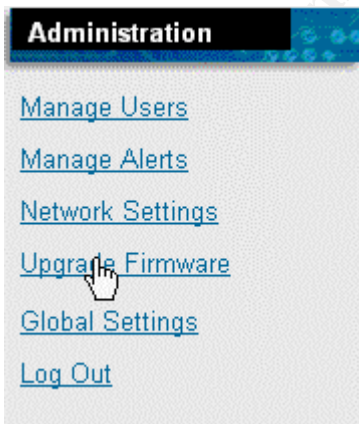 Administration
Manage Users
Manage Alerts
Network Settings
Upgrade Firmware
Global Settings
Log Out